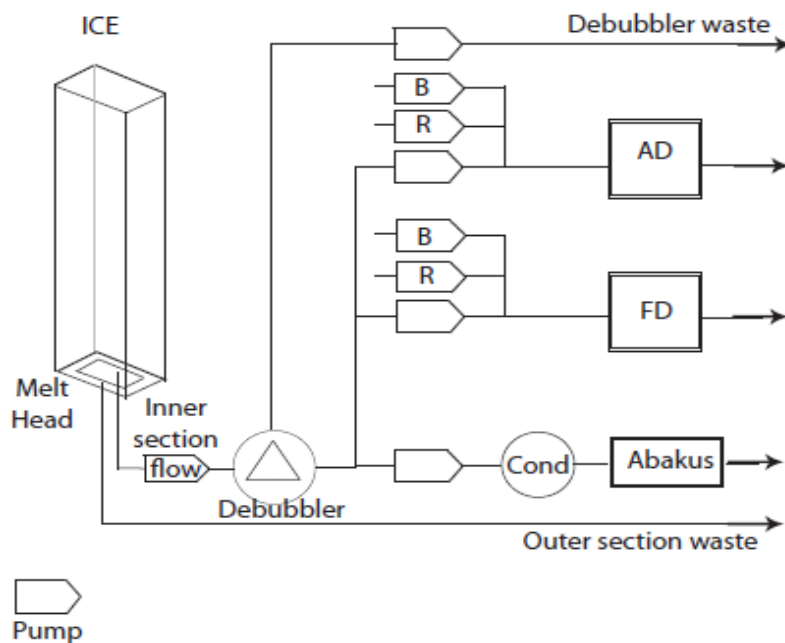 ICE
Debubbler waste
B
R
AD
B
R
FD
Melt
Head
Inner
section
flow
Debubbler
Cond
Abakus
Outer section waste
Pump